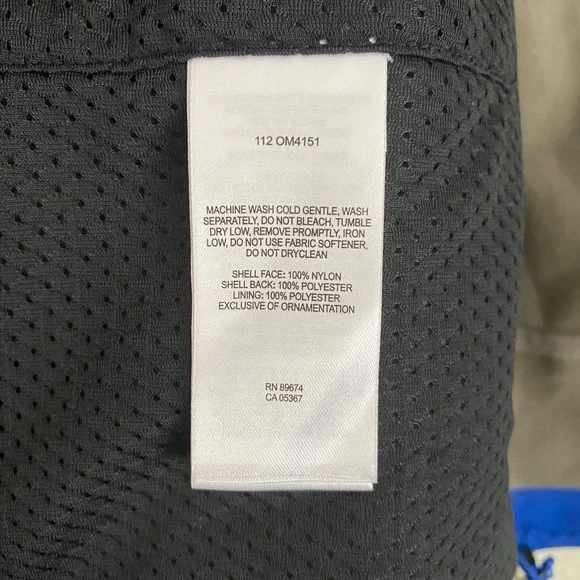 112 OM4151
MACHINE WASH COLD GENTLE, WASH
SEPARATELY, DO NOT BLEACH, TUMBLE
DRY LOW, REMOVE PROMPTLY, IRON
LOW, DO NOT USE FABRIC SOFTENER,
DO NOT DRYCLEAN
SHELL FACE: 100% NYLON
SHELL BACK: 100% POLYESTER
LINING: 100% POLYESTER
EXCLUSIVE OF ORNAMENTATION
RN 89674
CA 05367